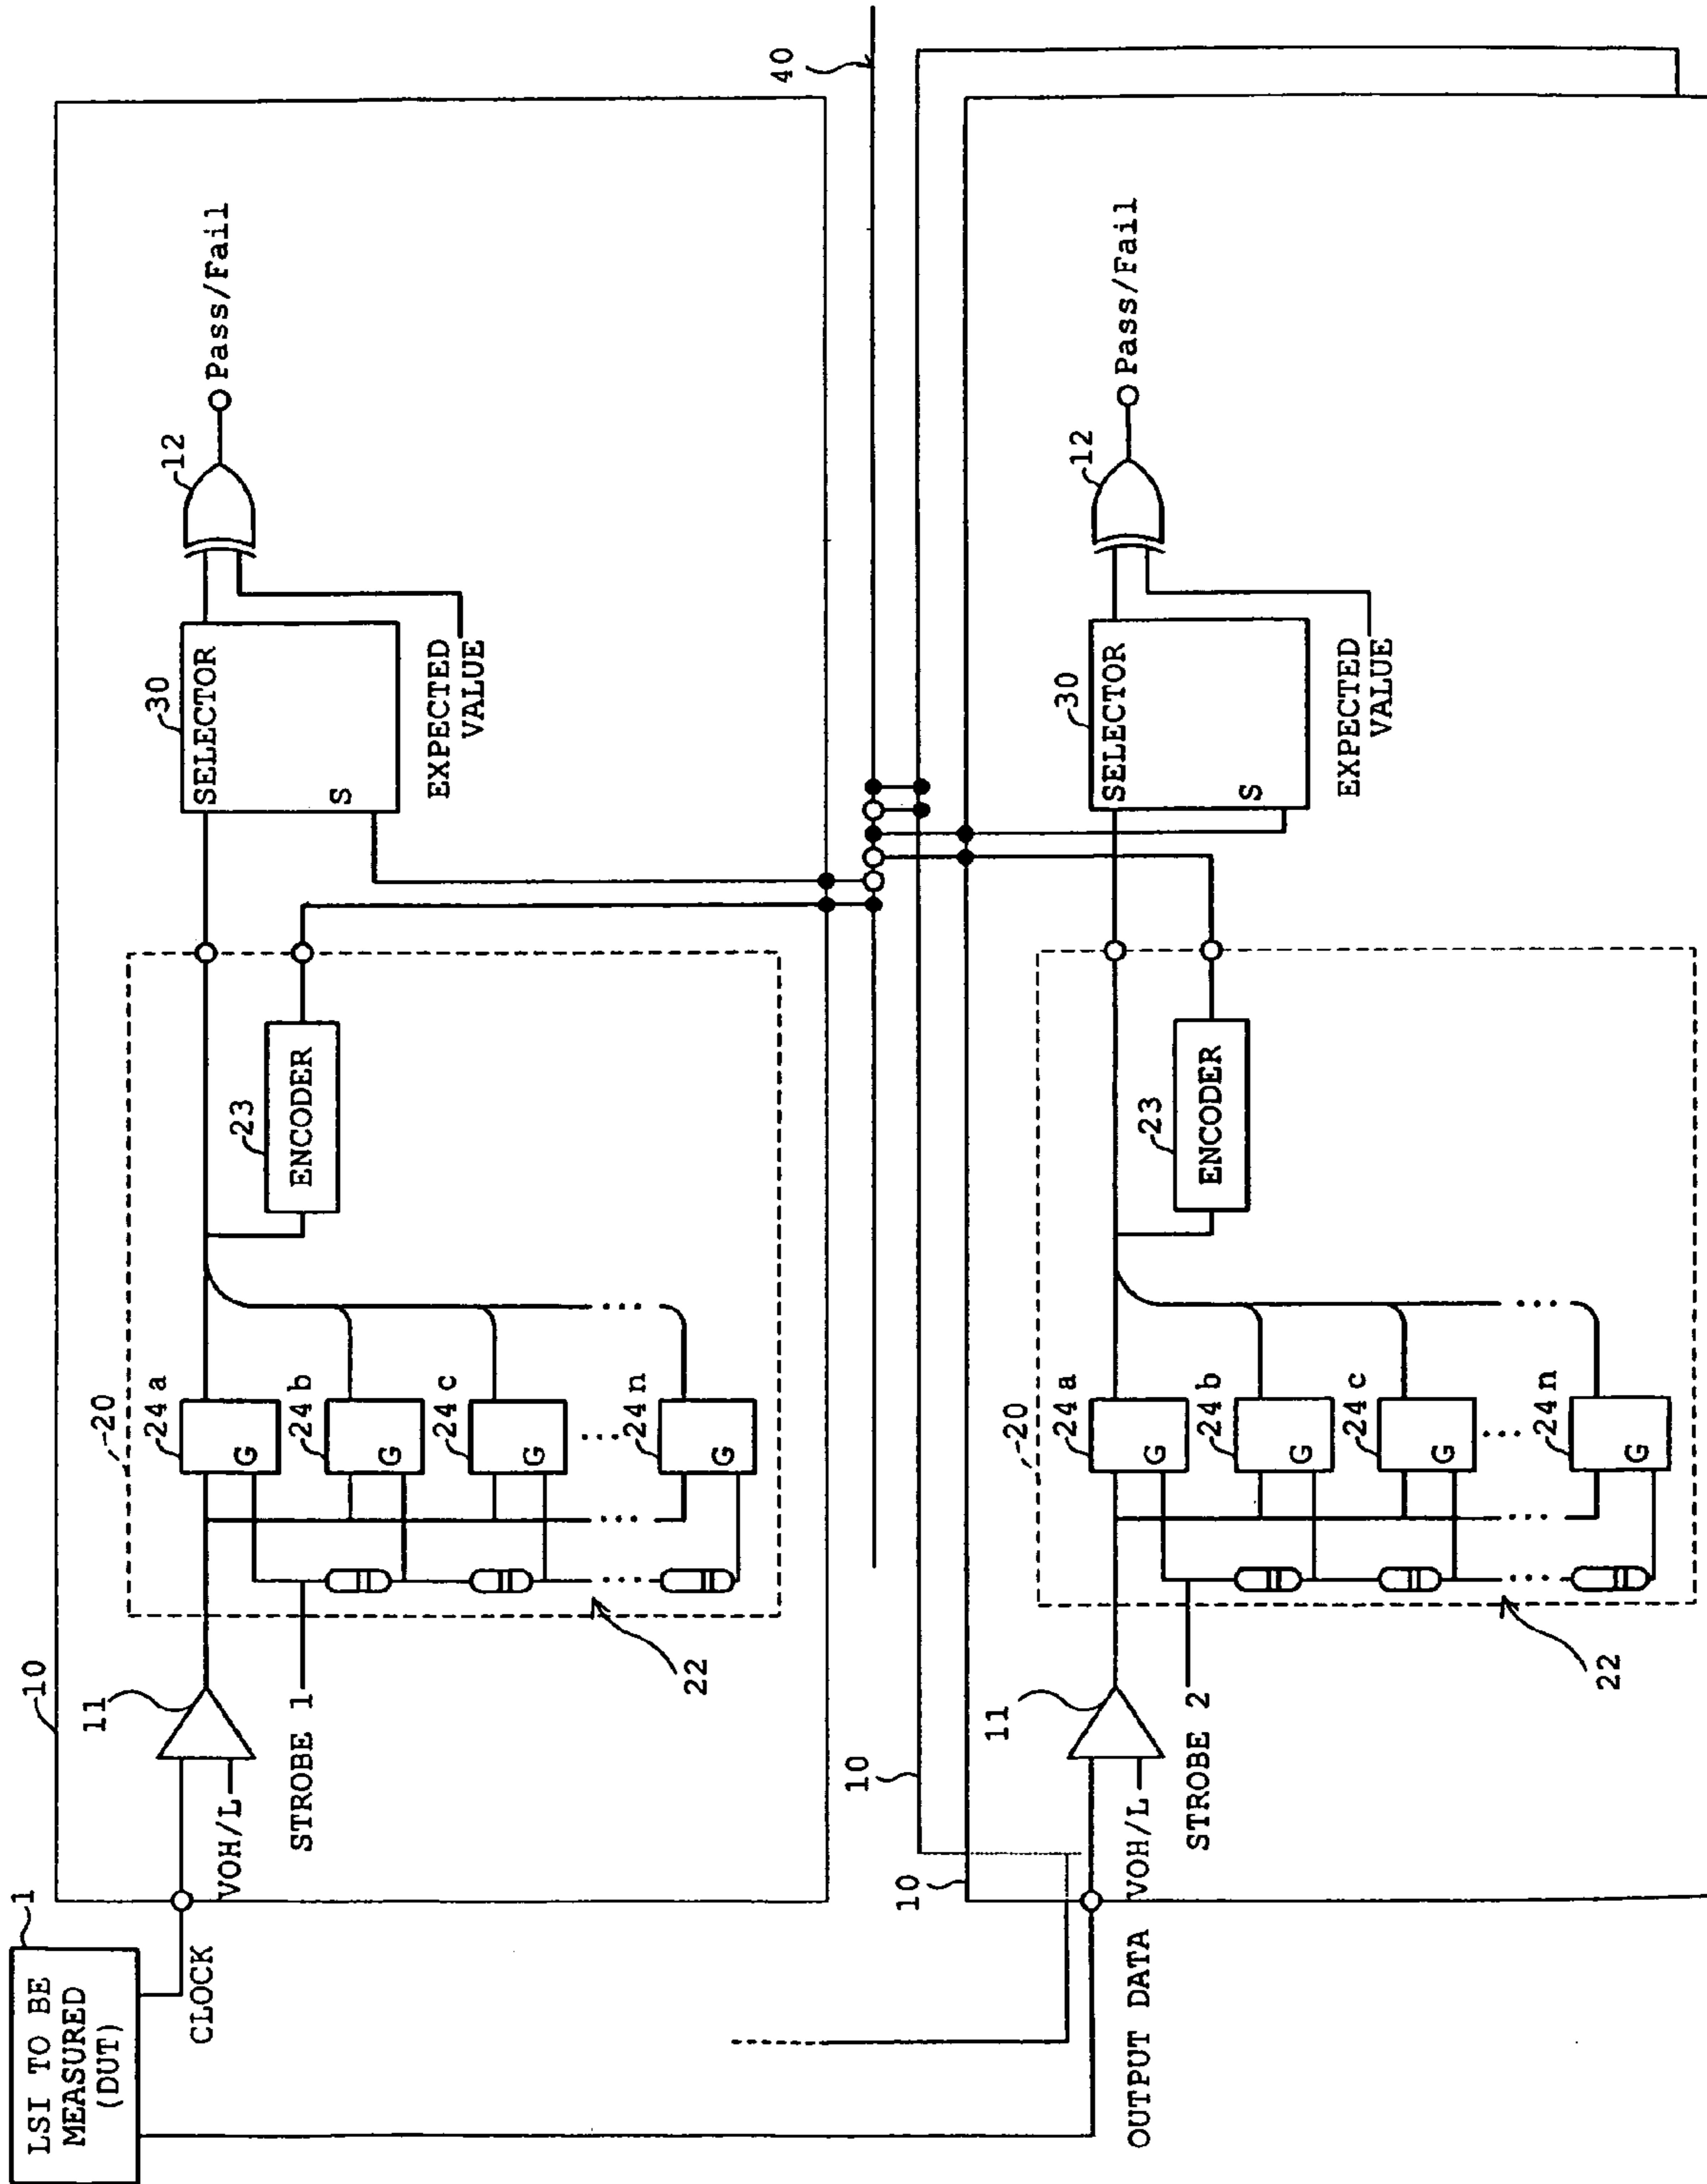 LSI TO BE
MEASURED
(DUT)
1
CLOCK
10
VOH/L
11
STROBE 1
22
20
24a
G
24b
G
24c
G
...
24n
G
...
...
...
23
ENCODER
30
SELECTOR
S
EXPECTED
VALUE
12
Pass/Fail
40
10
10
OUTPUT DATA
VOH/L
11
STROBE 2
22
20
24a
G
24b
G
24c
G
...
24n
G
...
...
...
23
ENCODER
30
SELECTOR
S
EXPECTED
VALUE
12
Pass/Fail